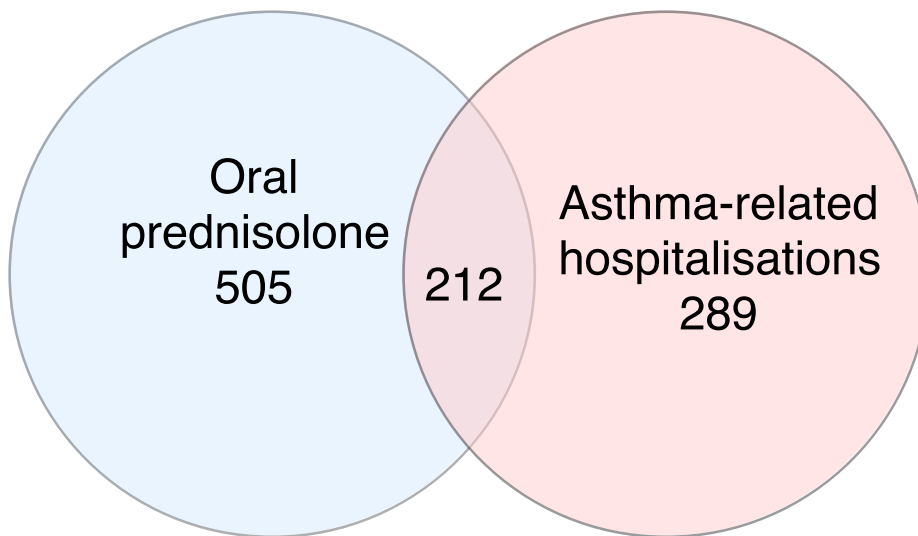 Oral
prednisolone
505
212
Asthma-related
hospitalisations
289